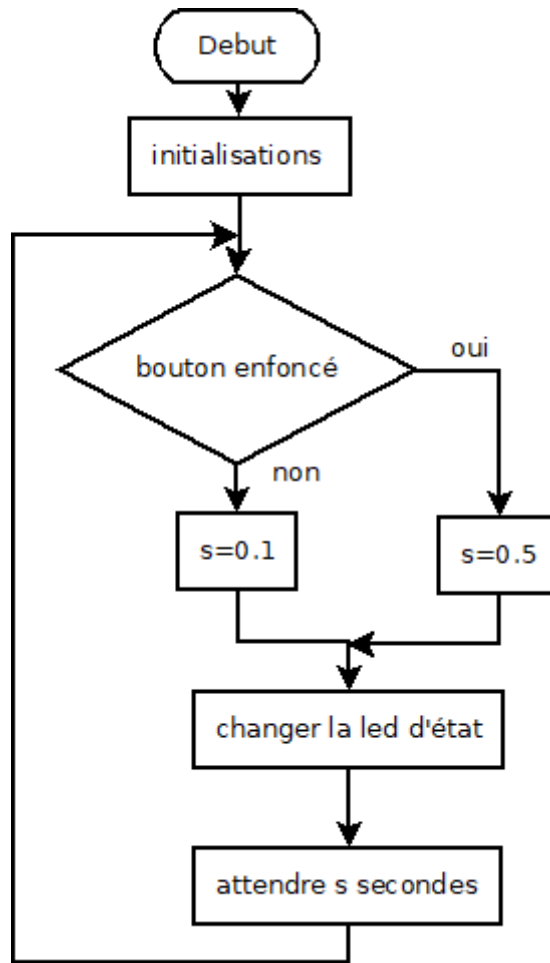 Debut
initialisations
bouton enfoncé
oui
non
s=0.1
s=0.5
changer la led d'état
attendre s secondes